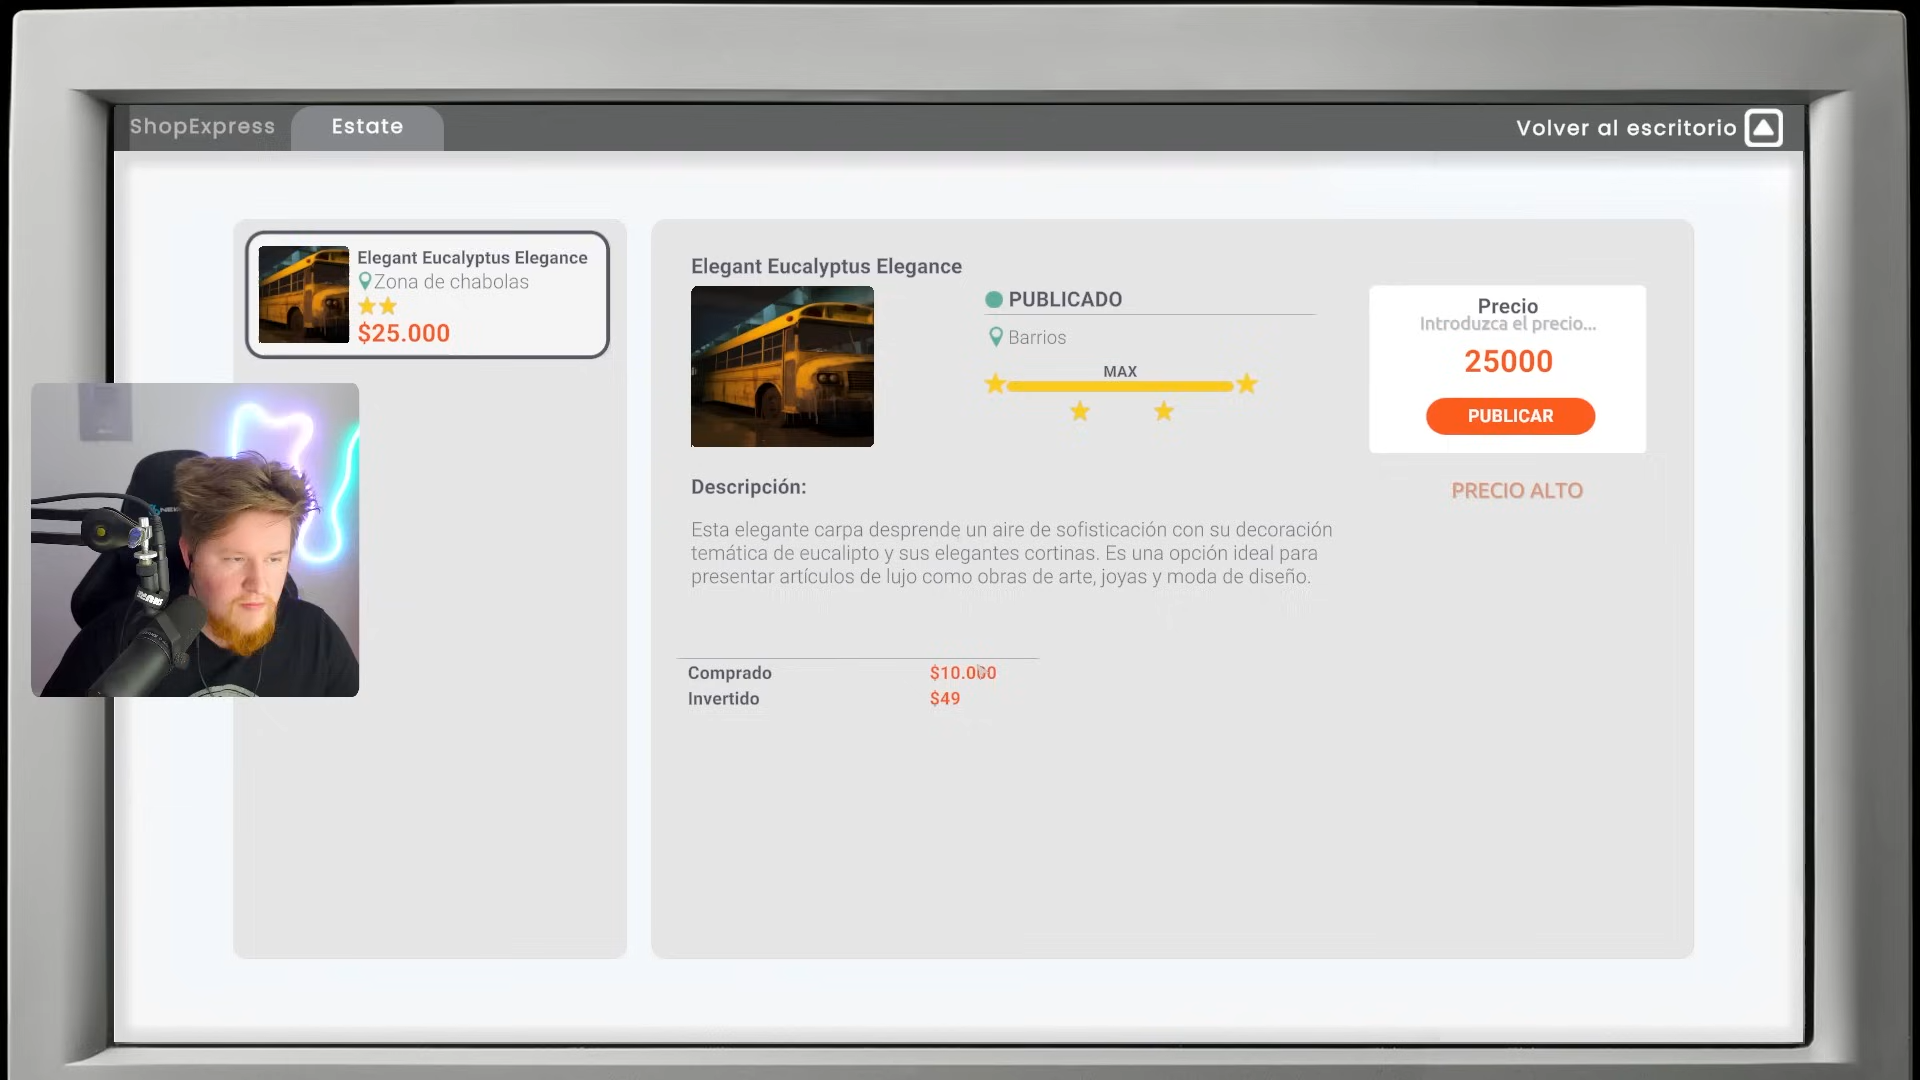 ShopExpress
Estate
Volver al escritorio
Elegant Eucalyptus Elegance
Zona de chabolas
$25.000
Elegant Eucalyptus Elegance
PUBLICADO
Barrios
MAX
Precio
Introduzca el precio...
25000
PUBLICAR
PRECIO ALTO
Descripción:
Esta elegante carpa desprende un aire de sofisticación con su decoración
temática de eucalipto y sus elegantes cortinas. Es una opción ideal para
presentar artículos de lujo como obras de arte, joyas y moda de diseño.
Comprado $10.000
Invertido $49